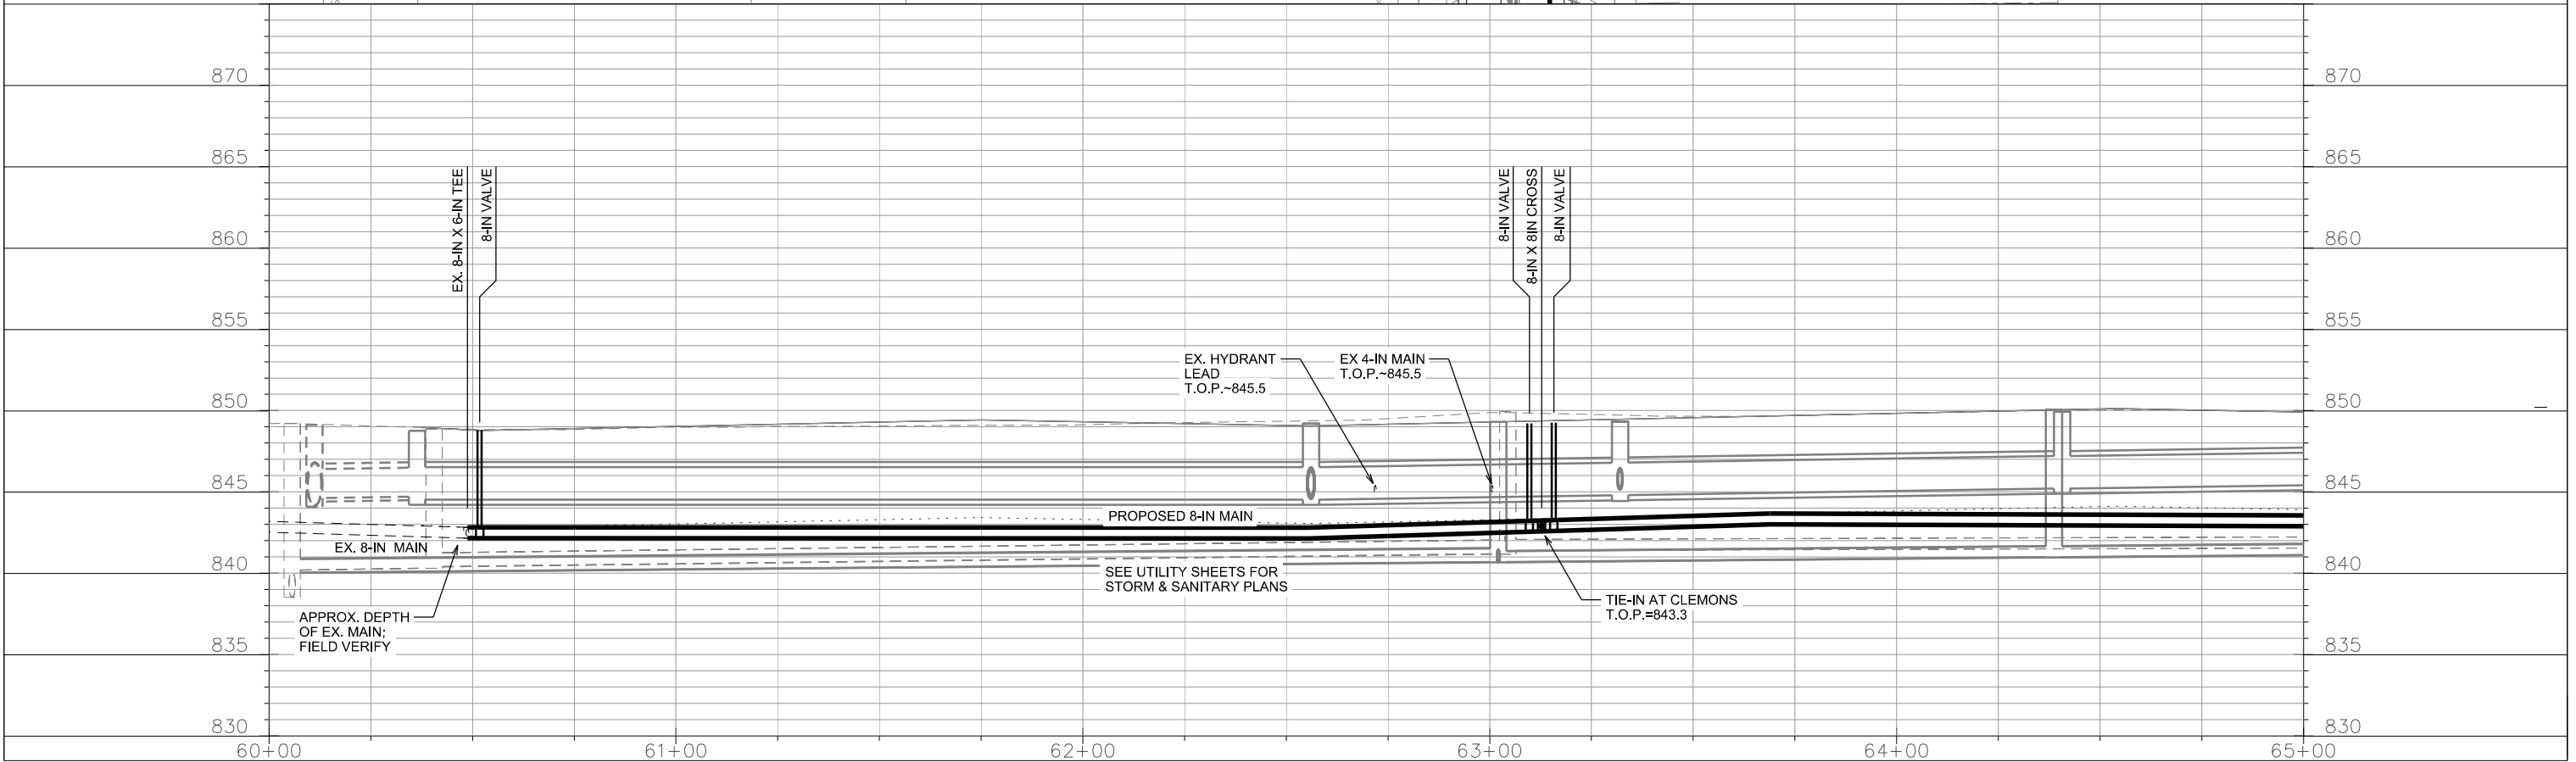 870
870
865
865
EX. 8-IN X 6-IN TEE
8-IN VALVE
8-IN VALVE
8-IN X 8IN CROSS
8-IN VALVE
860
860
855
855
EX. HYDRANT
LEAD
T.O.P.~845.5
EX 4-IN MAIN
T.O.P.~845.5
850
850
845
845
PROPOSED 8-IN MAIN
EX. 8-IN MAIN
840
840
SEE UTILITY SHEETS FOR
STORM & SANITARY PLANS
TIE-IN AT CLEMONS
T.O.P.=843.3
APPROX. DEPTH
OF EX. MAIN;
FIELD VERIFY
835
835
830
830
60+00
61+00
62+00
63+00
64+00
65+00